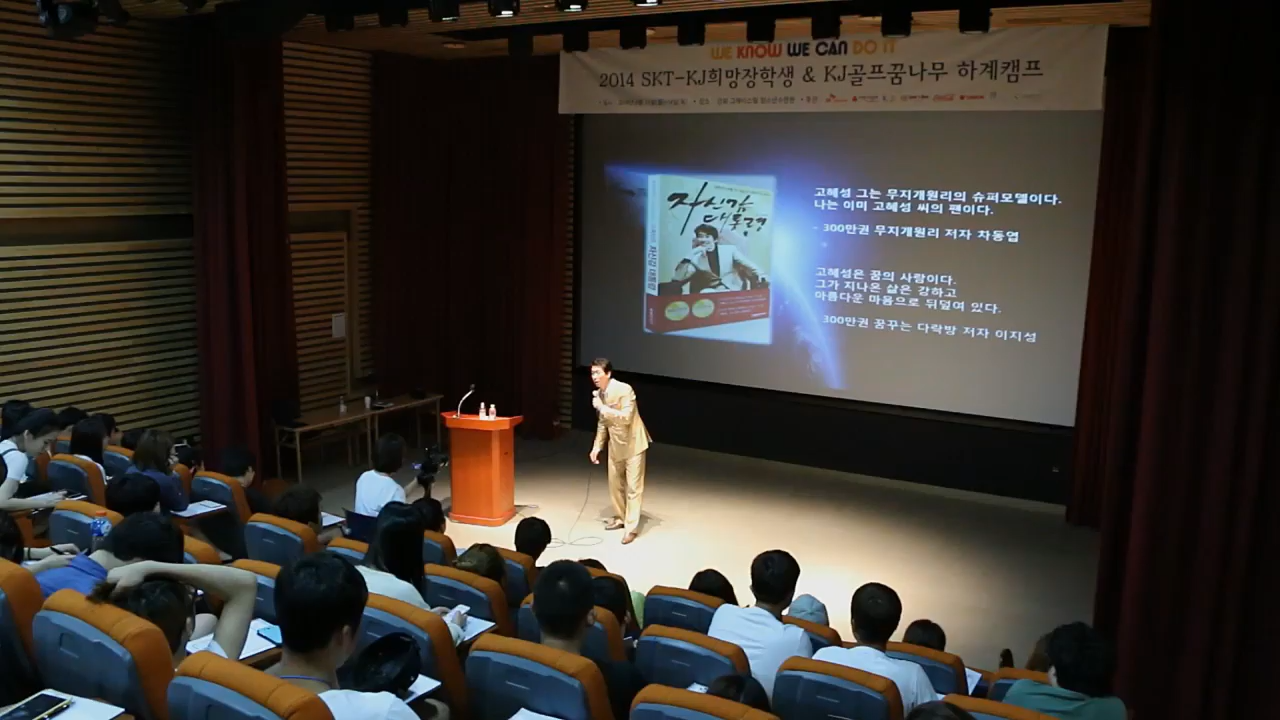 WE KNOW WE CAN DO IT
2014 SKT-KJ희망장학생 & KJ골프꿈나무 하계캠프
자신감
대통령
자신감 대통령
고혜성 그는 무지개원리의 슈퍼모델이다.
나는 이미 고혜성 씨의 팬이다.
- 300만권 무지개원리 저자 차동엽
고혜성은 꿈의 사람이다.
그가 지나온 삶은 강하고
아름다운 마음으로 뒤덮여 있다.
- 300만권 꿈꾸는 다락방 저자 이지성